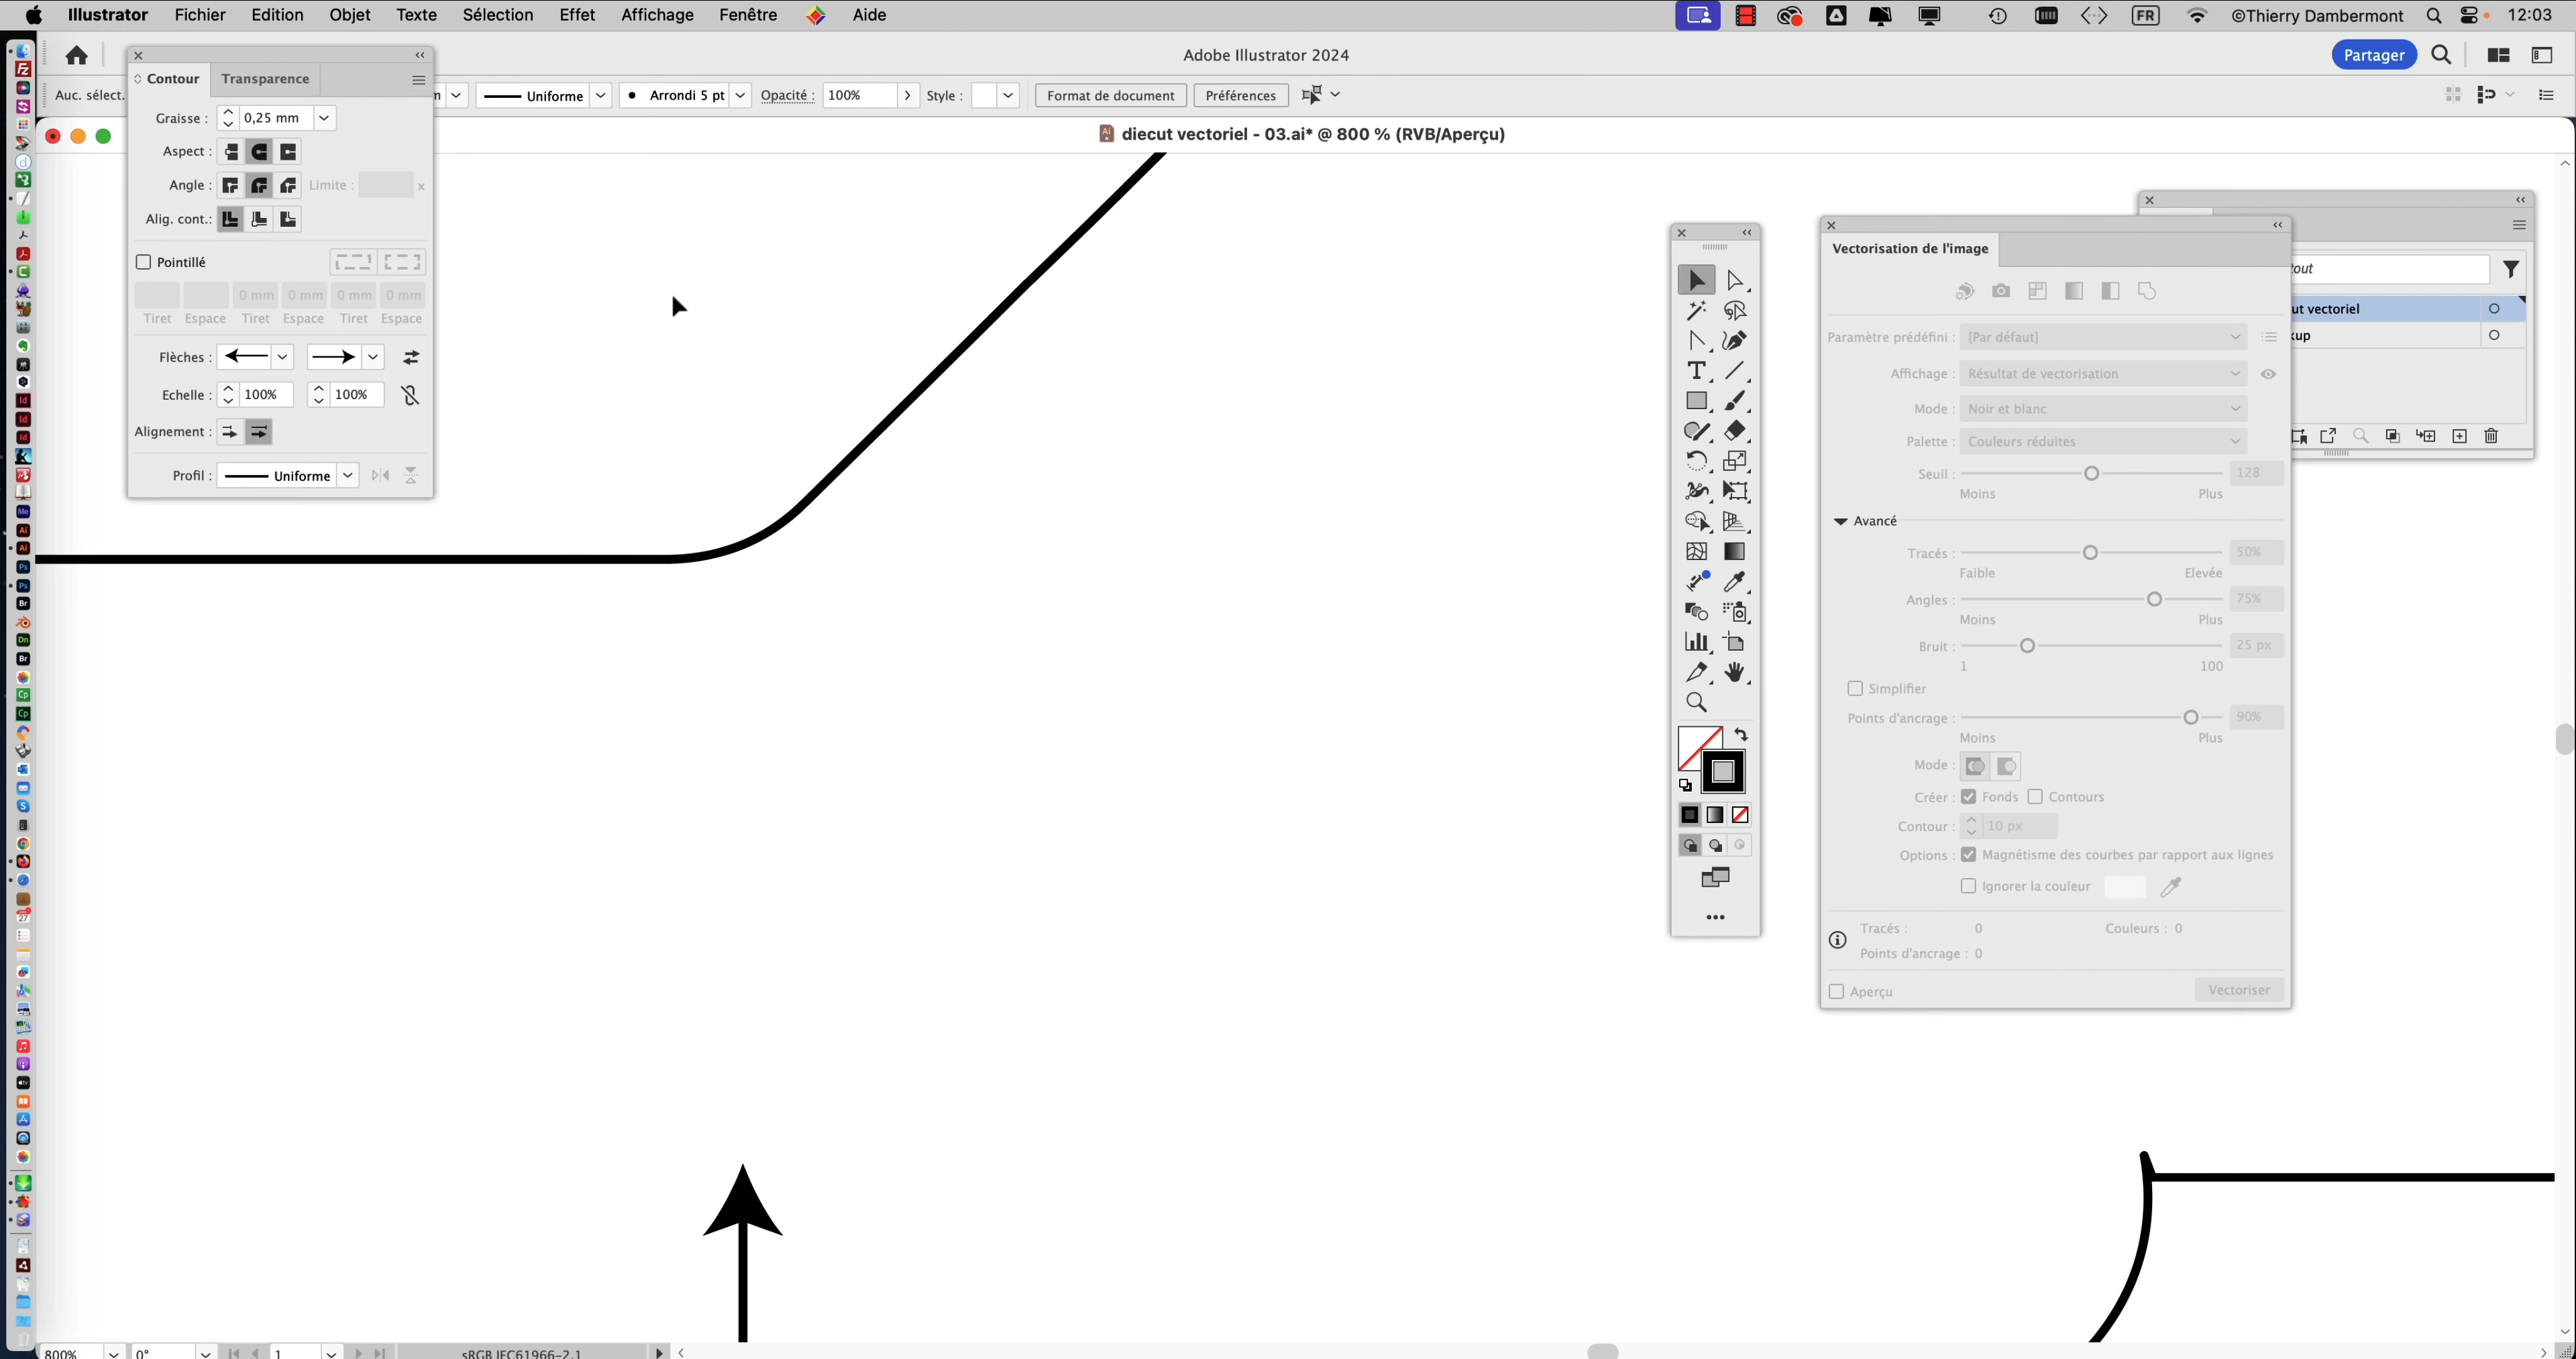 Illustrator Fichier Edition Objet Texte Sélection Effet Affichage Fenêtre Aide FR ©Thierry Dambermont 12:03
Adobe Illustrator 2024 Partager
Auc. sélect. Uniforme Arrondi 5 pt Opacité : 100% Style : Format de document Préférences
diecut vectoriel - 03.ai* @ 800 % (RVB/Aperçu)
Contour Transparence
Graisse : 0,25 mm
Aspect :
Angle : Limite : x
Alig. cont.:
Pointillé
0 mm 0 mm 0 mm 0 mm
Tiret Espace Tiret Espace Tiret Espace
Flèches :
Echelle : 100% 100%
Alignement :
Profil : Uniforme
Vectorisation de l'image
Paramètre prédéfini : [Par défaut]
Affichage : Résultat de vectorisation
Mode : Noir et blanc
Palette : Couleurs réduites
Seuil : 128
Moins Plus
Avancé
Tracés : 50%
Faible Elevée
Angles : 75%
Moins Plus
Bruit : 25 px
1 100
Simplifier
Points d'ancrage : 90%
Moins Plus
Mode :
Créer : Fonds Contours
Contour : 10 px
Options : Magnétisme des courbes par rapport aux lignes
Ignorer la couleur
Tracés : 0 Couleurs : 0
Points d'ancrage : 0
Aperçu Vectoriser
tout
ut vectoriel
kup
800% 0° 1 sRGB IEC61966-2.1